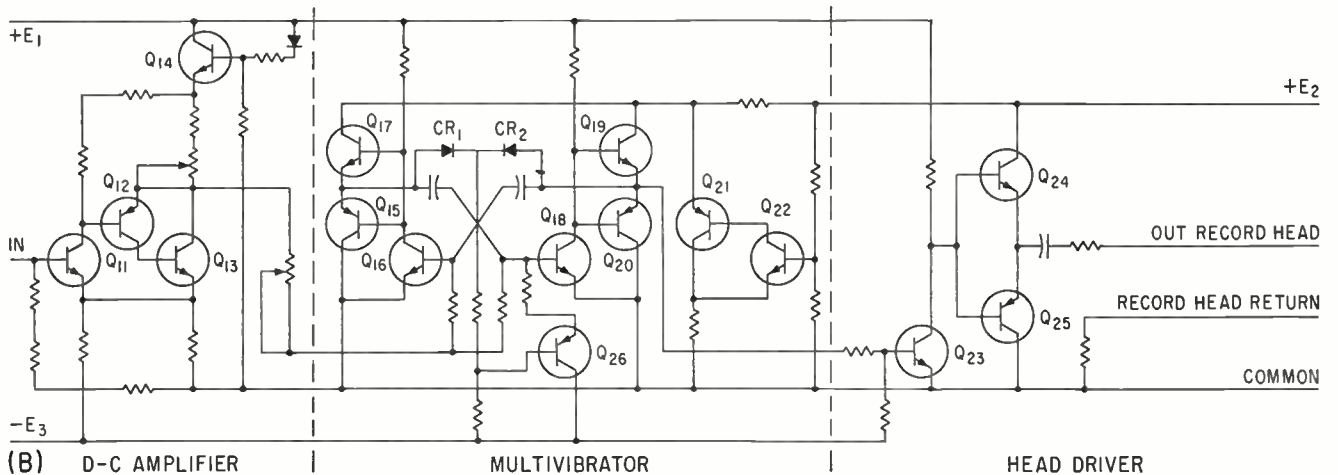 +E1
Q14
+E2
Q17
CR1
CR2
Q19
Q24
Q12
Q21
Q22
Q15
Q18
IN
Q11
Q13
Q16
Q20
OUT RECORD HEAD
RECORD HEAD RETURN
Q25
Q26
Q23
COMMON
-E3
(B) D-C AMPLIFIER
MULTIVIBRATOR
HEAD DRIVER